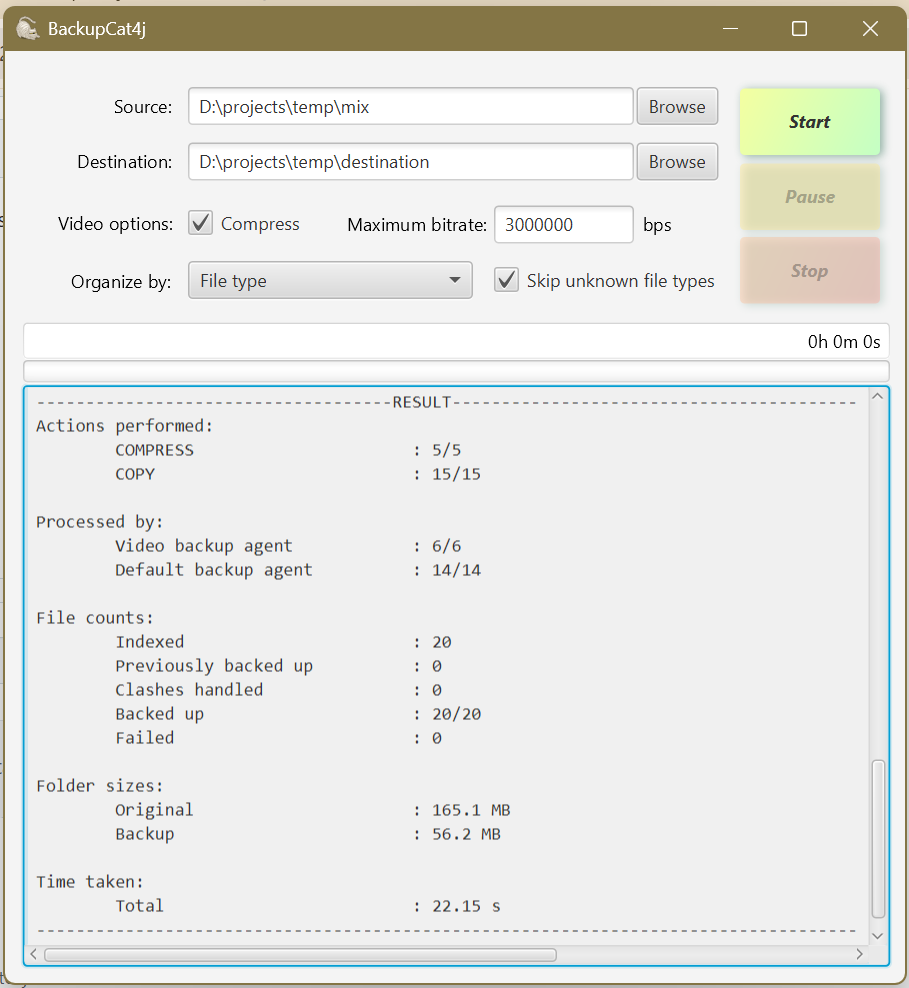 BackupCat4j
Source: D:\projects\temp\mix Browse
Start
Destination: D:\projects\temp\destination Browse
Pause
Video options: Compress Maximum bitrate: 3000000 bps
Organize by: File type Skip unknown file types
Stop
0h 0m 0s
------------------------------------RESULT-----------------------------------------
Actions performed:
COMPRESS : 5/5
COPY : 15/15
Processed by:
Video backup agent : 6/6
Default backup agent : 14/14
File counts:
Indexed : 20
Previously backed up : 0
Clashes handled : 0
Backed up : 20/20
Failed : 0
Folder sizes:
Original : 165.1 MB
Backup : 56.2 MB
Time taken:
Total : 22.15 s
-----------------------------------------------------------------------------------